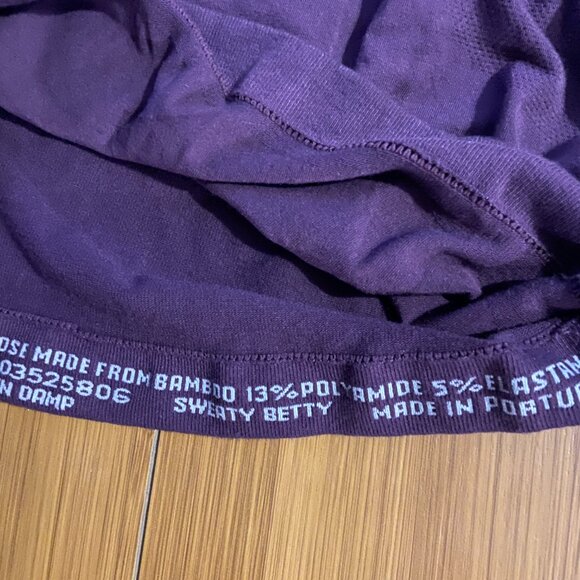 OSE MADE FROM BAMBOO 13% POLYAMIDE 5% ELASTAN
03525806
N DAMP SWEATY BETTY MADE IN PORTU